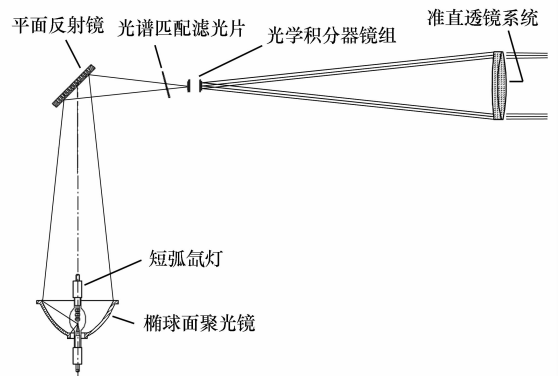 平面反射镜
光谱匹配滤光片
光学积分器镜组
准直透镜系统
短弧氙灯
椭球面聚光镜